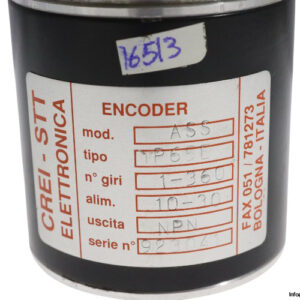 16513
CREI - STT
ELETTRONICA
ENCODER
mod. ASS
tipo TP65L
n° giri 1-360
alim. 10-30
uscita NPN
serie n°
FAX 051 / 781273
BOLOGNA - ITALIA